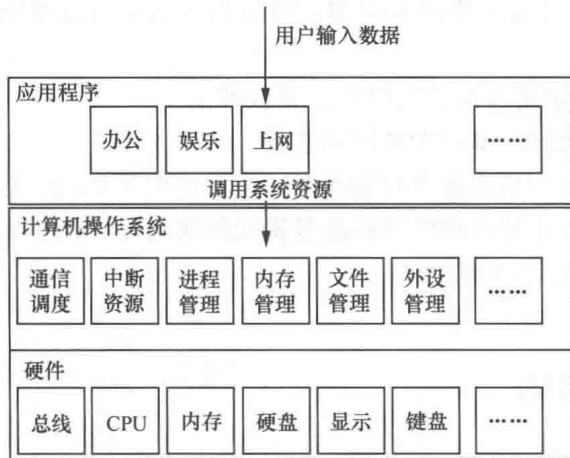 用户输入数据
应用程序
办公 娱乐 上网 ……
调用系统资源
计算机操作系统
通信 中断 进程 内存 文件 外设 ……
调度 资源 管理 管理 管理 管理
硬件
总线 CPU 内存 硬盘 显示 键盘 ……